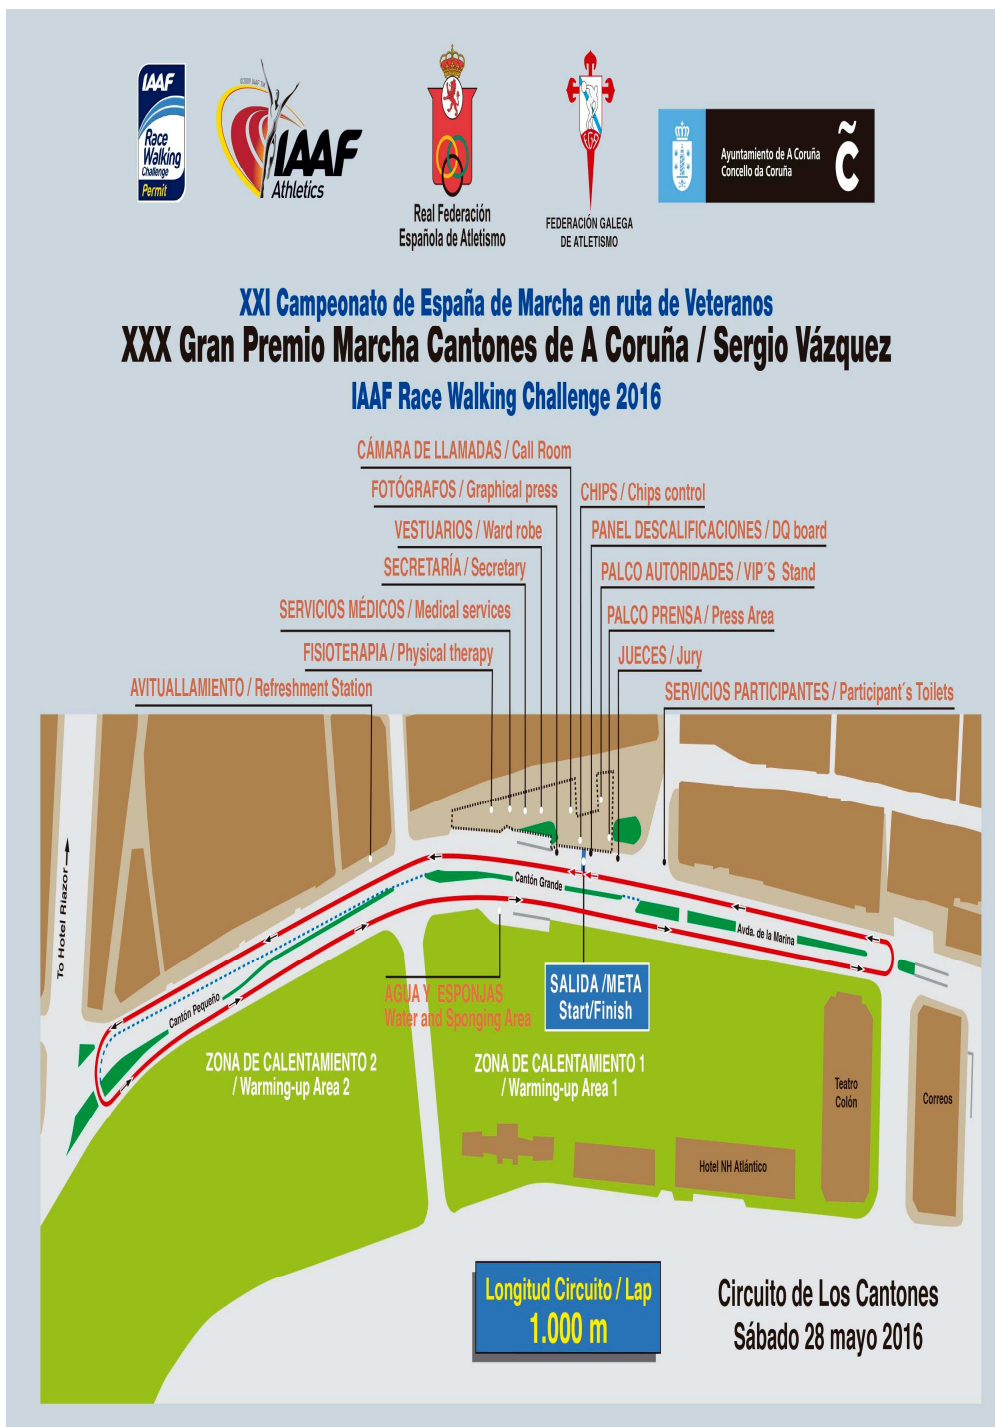 IAAF
Race
Walking
Challenge
Permit
IAAF
Athletics
Real Federación
Española de Atletismo
FGA
FEDERACIÓN GALEGA
DE ATLETISMO
Ayuntamiento de A Coruña
Concello da Coruña
XXI Campeonato de España de Marcha en ruta de Veteranos
XXX Gran Premio Marcha Cantones de A Coruña / Sergio Vázquez
IAAF Race Walking Challenge 2016
CÁMARA DE LLAMADAS / Call Room
FOTÓGRAFOS / Graphical press
CHIPS / Chips control
VESTUARIOS / Ward robe
PANEL DESCALIFICACIONES / DQ board
SECRETARÍA / Secretary
PALCO AUTORIDADES / VIP´S Stand
SERVICIOS MÉDICOS / Medical services
PALCO PRENSA / Press Area
FISIOTERAPIA / Physical therapy
JUECES / Jury
AVITUALLAMIENTO / Refreshment Station
SERVICIOS PARTICIPANTES / Participant´s Toilets
To Hotel Riazor
Cantón Grande
Avda. de la Marina
Cantón Pequeño
AGUA Y ESPONJAS
Water and Sponging Area
SALIDA /META
Start/Finish
ZONA DE CALENTAMIENTO 2
/ Warming-up Area 2
ZONA DE CALENTAMIENTO 1
/ Warming-up Area 1
Teatro
Colón
Correos
Hotel NH Atlántico
Longitud Circuito / Lap
1.000 m
Circuito de Los Cantones
Sábado 28 mayo 2016